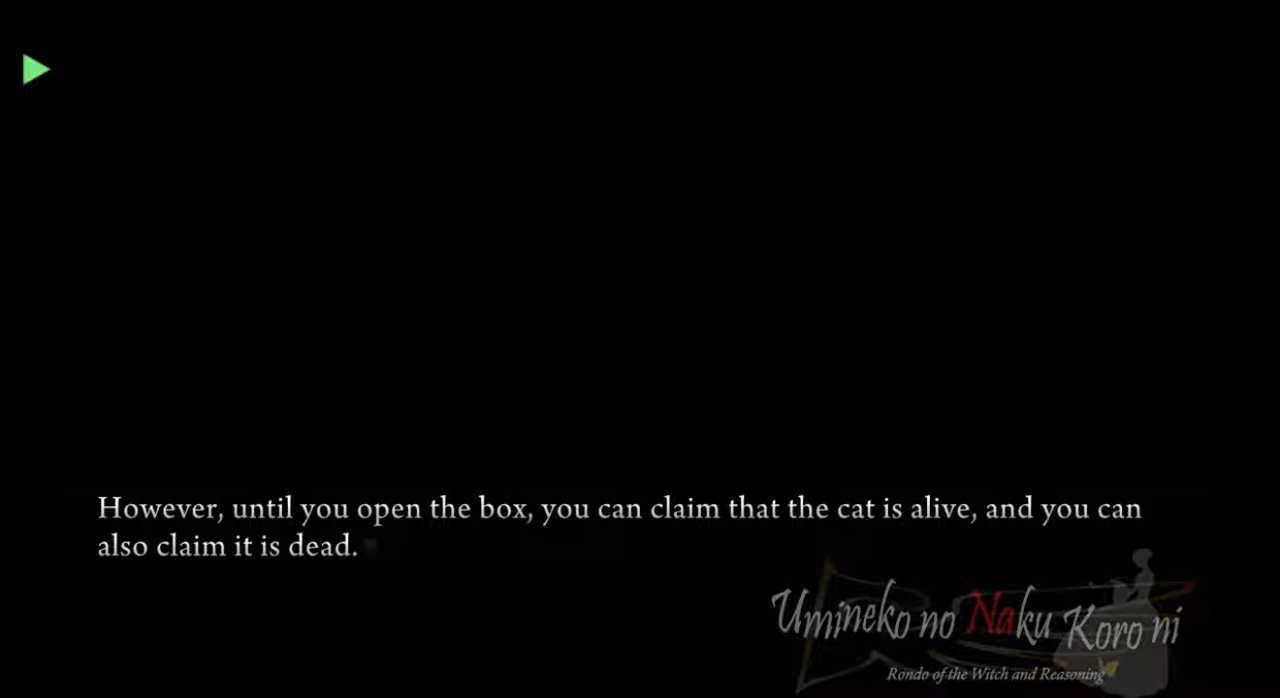 However, until you open the box, you can claim that the cat is alive, and you can
also claim it is dead.
Umineko no Naku Koro ni
Rondo of the Witch and Reasoning